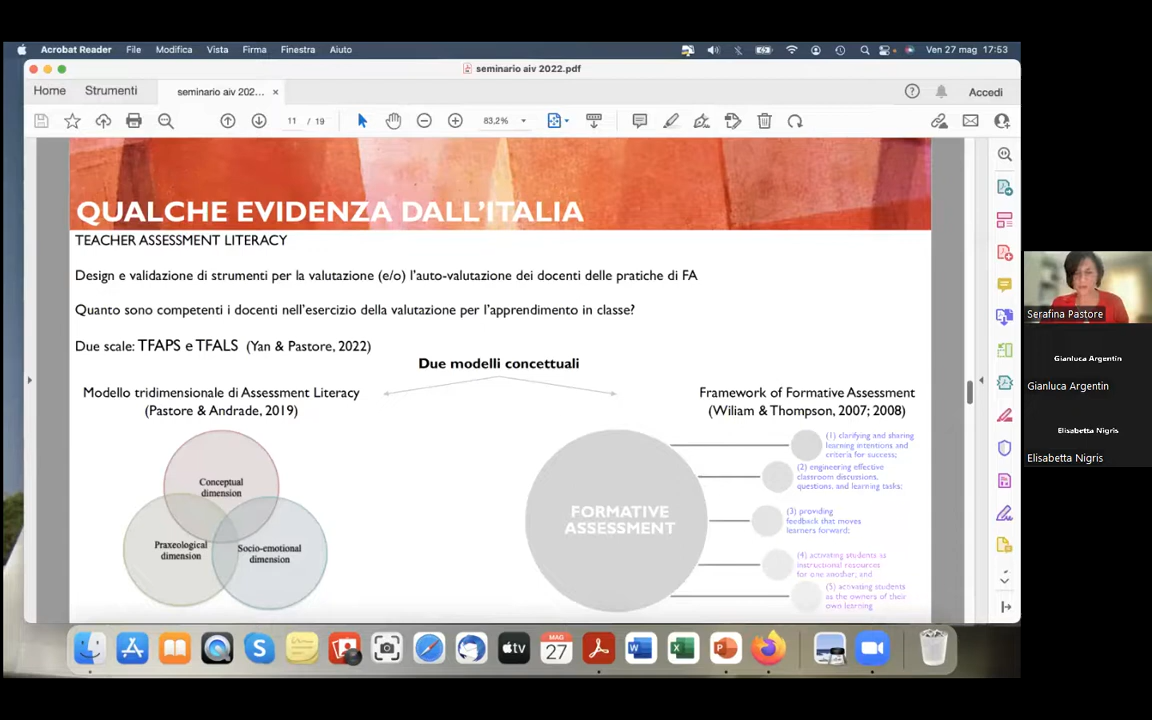 Acrobat Reader File Modifica Vista Firma Finestra Aiuto Ven 27 mag 17:53
seminario aiv 2022.pdf
Home Strumenti seminario aiv 202... × Accedi
11 / 19 83,2%
QUALCHE EVIDENZA DALL'ITALIA
TEACHER ASSESSMENT LITERACY
Design e validazione di strumenti per la valutazione (e/o) l'auto-valutazione dei docenti delle pratiche di FA
Quanto sono competenti i docenti nell'esercizio della valutazione per l'apprendimento in classe?
Due scale: TFAPS e TFALS (Yan & Pastore, 2022)
Due modelli concettuali
Modello tridimensionale di Assessment Literacy
(Pastore & Andrade, 2019)
Conceptual
dimension
Praxeological
dimension
Socio-emotional
dimension
Framework of Formative Assessment
(Wiliam & Thompson, 2007; 2008)
FORMATIVE
ASSESSMENT
(1) clarifying and sharing
learning intentions and
criteria for success;
(2) engineering effective
classroom discussions,
questions, and learning tasks;
(3) providing
feedback that moves
learners forward;
(4) activating students as
instructional resources
for one another; and
(5) activating students
as the owners of their
own learning
Serafina Pastore
Gianluca Argentin
Gianluca Argentin
Elisabetta Nigris
Elisabetta Nigris
tv
MAG
27